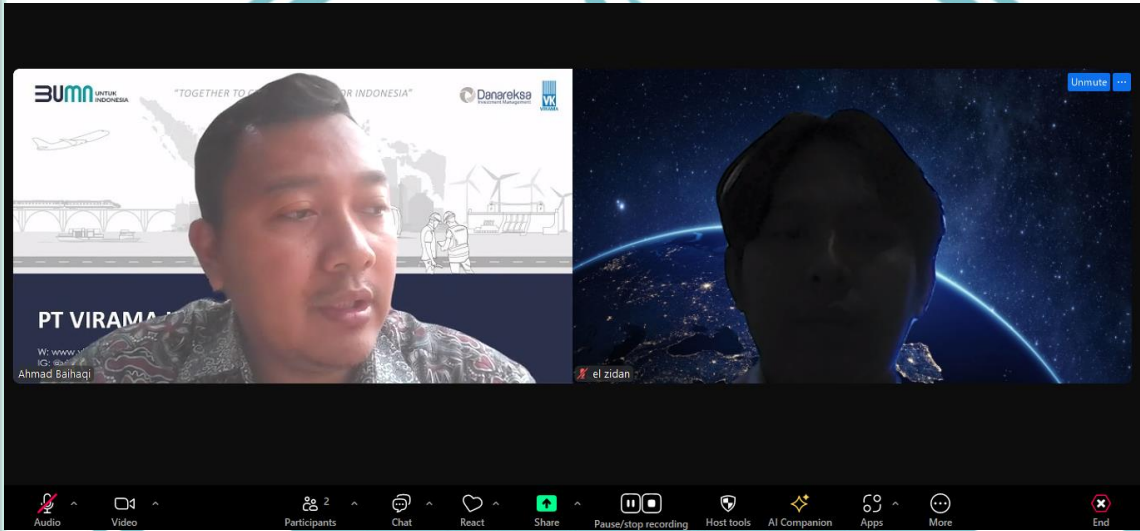 BUMN UNTUK INDONESIA
"TOGETHER TO
OR INDONESIA"
Danareksa
Investment Management
VK
VIRAMA
Unmute
PT VIRAMA
W: www.v
IG:
Ahmad Baihaqi
el zidan
Audio
Video
2
Participants
Chat
React
Share
Pause/stop recording
Host tools
AI Companion
Apps
More
End